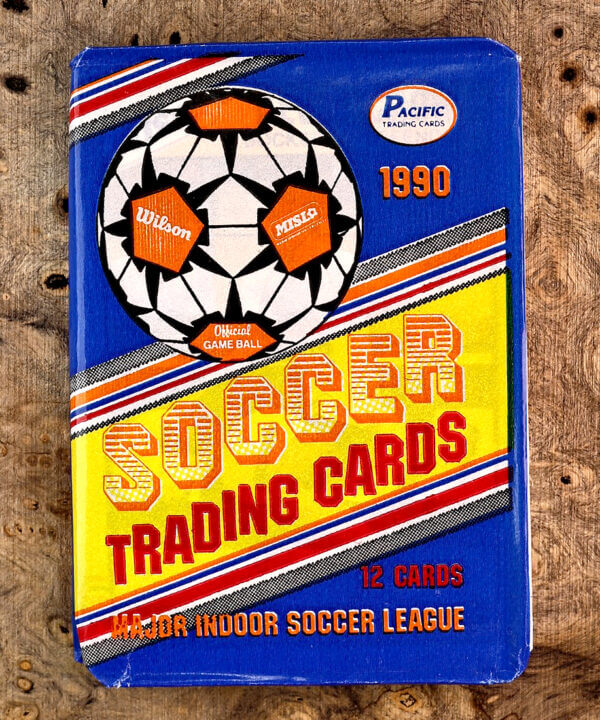 PACIFIC
TRADING CARDS
1990
Wilson
MISL
Official
GAME BALL
SOCCER
TRADING CARDS
12 CARDS
MAJOR INDOOR SOCCER LEAGUE